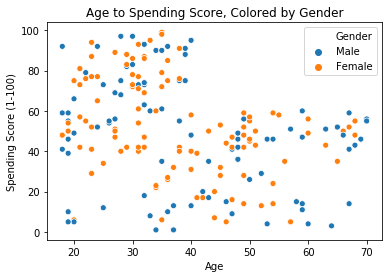 Age to Spending Score, Colored by Gender
Gender
Male
Female
Spending Score (1-100)
100
80
60
40
20
0
20
30
40
50
60
70
Age